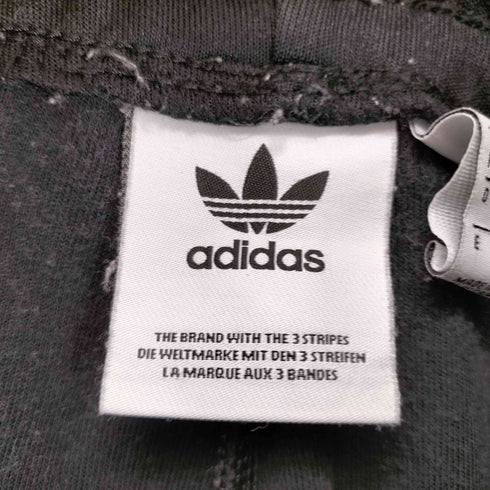 adidas
THE BRAND WITH THE 3 STRIPES
DIE WELTMARKE MIT DEN 3 STREIFEN
LA MARQUE AUX 3 BANDES